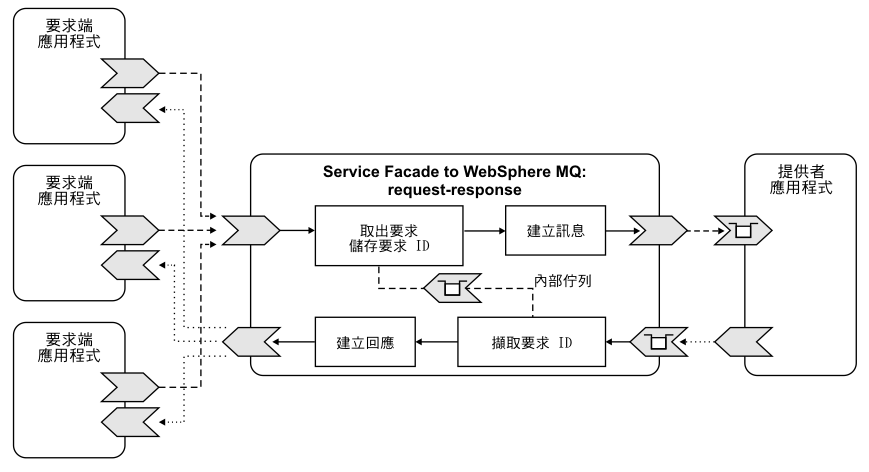 要求端
應用程式
要求端
應用程式
要求端
應用程式
Service Facade to WebSphere MQ:
request-response
取出要求
儲存要求 ID
建立訊息
內部佇列
建立回應
擷取要求 ID
提供者
應用程式